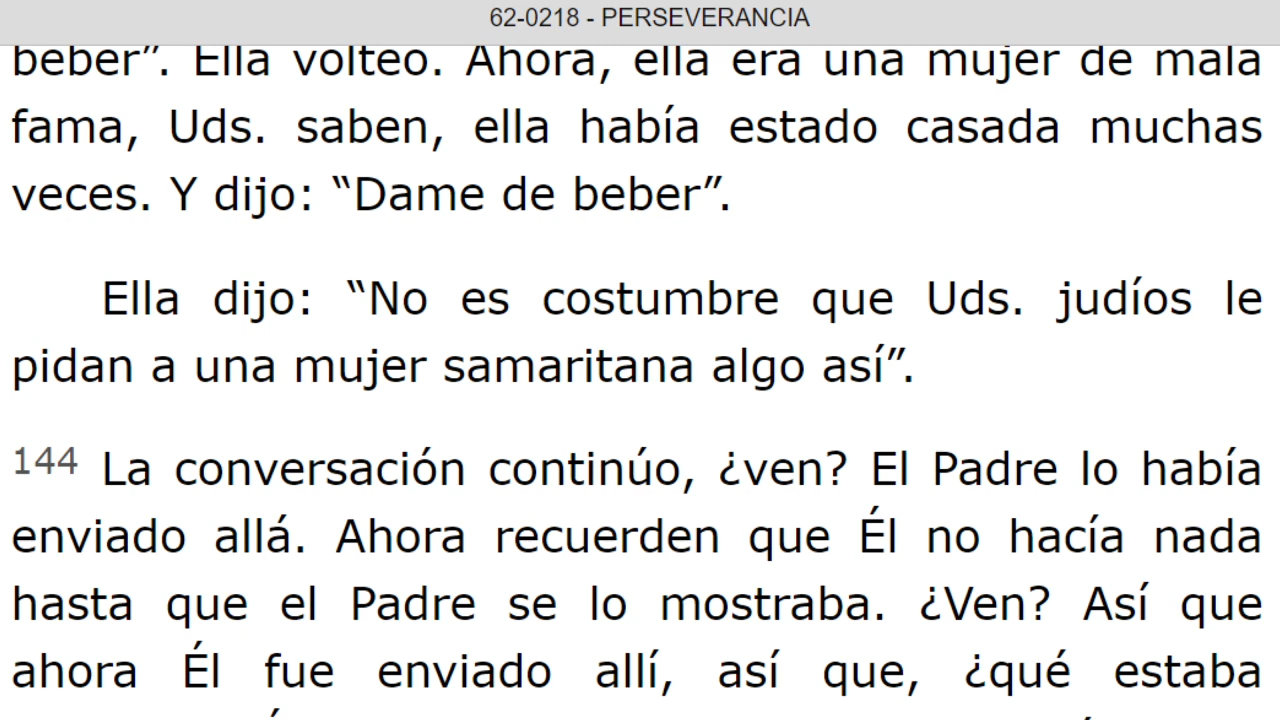 62-0218 - PERSEVERANCIA
beber”. Ella volteo. Ahora, ella era una mujer de mala
fama, Uds. saben, ella había estado casada muchas
veces. Y dijo: “Dame de beber”.
Ella dijo: “No es costumbre que Uds. judíos le
pidan a una mujer samaritana algo así”.
144 La conversación continúo, ¿ven? El Padre lo había
enviado allá. Ahora recuerden que Él no hacía nada
hasta que el Padre se lo mostraba. ¿Ven? Así que
ahora Él fue enviado allí, así que, ¿qué estaba